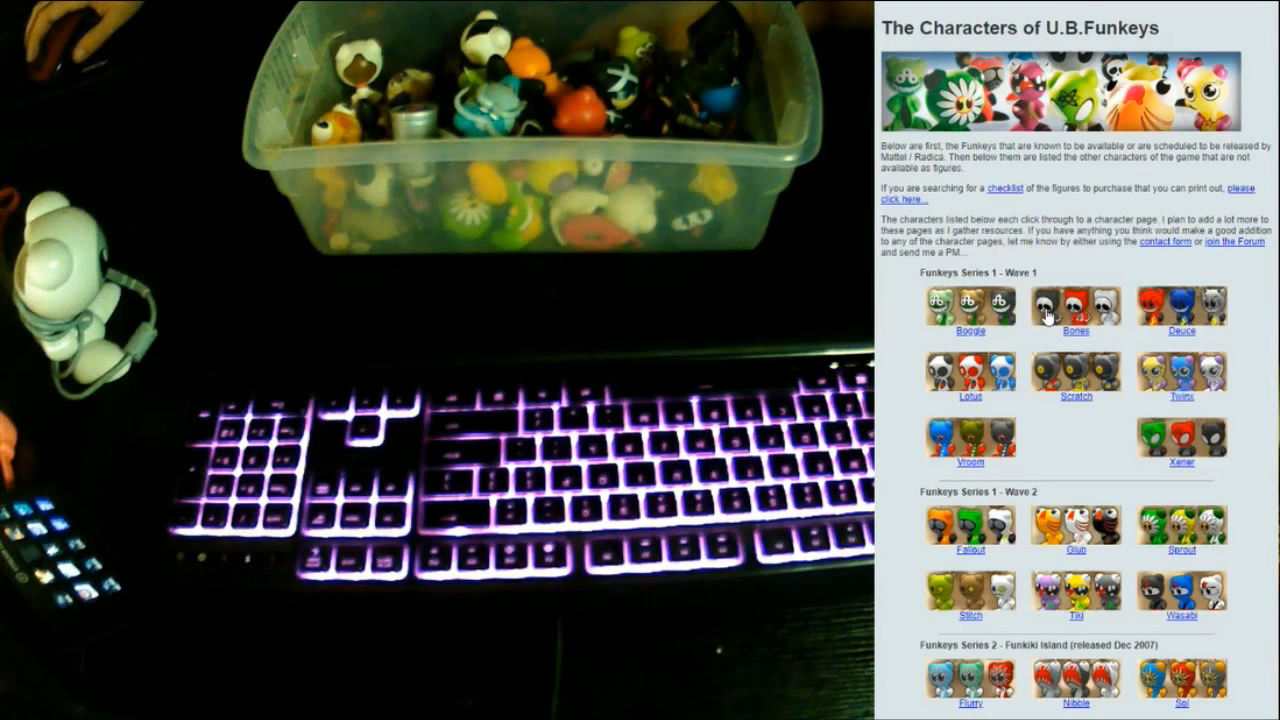 The Characters of U.B.Funkeys
Below are first, the Funkeys that are known to be available or are scheduled to be released by
Mattel / Radica. Then below them are listed the other characters of the game that are not
available as figures.
If you are searching for a checklist of the figures to purchase that you can print out, please
click here...
The characters listed below each click through to a character page. I plan to add a lot more to
these pages as I gather resources. If you have anything you think would make a good addition
to any of the character pages, let me know by either using the contact form or join the Forum
and send me a PM...
Funkeys Series 1 - Wave 1
Boggle Bones Deuce
Lotus Scratch Twinx
Vroom Xener
Funkeys Series 1 - Wave 2
Fallout Glub Sprout
Stitch Tiki Wasabi
Funkeys Series 2 - Funkiki Island (released Dec 2007)
Flurry Nibble Sol